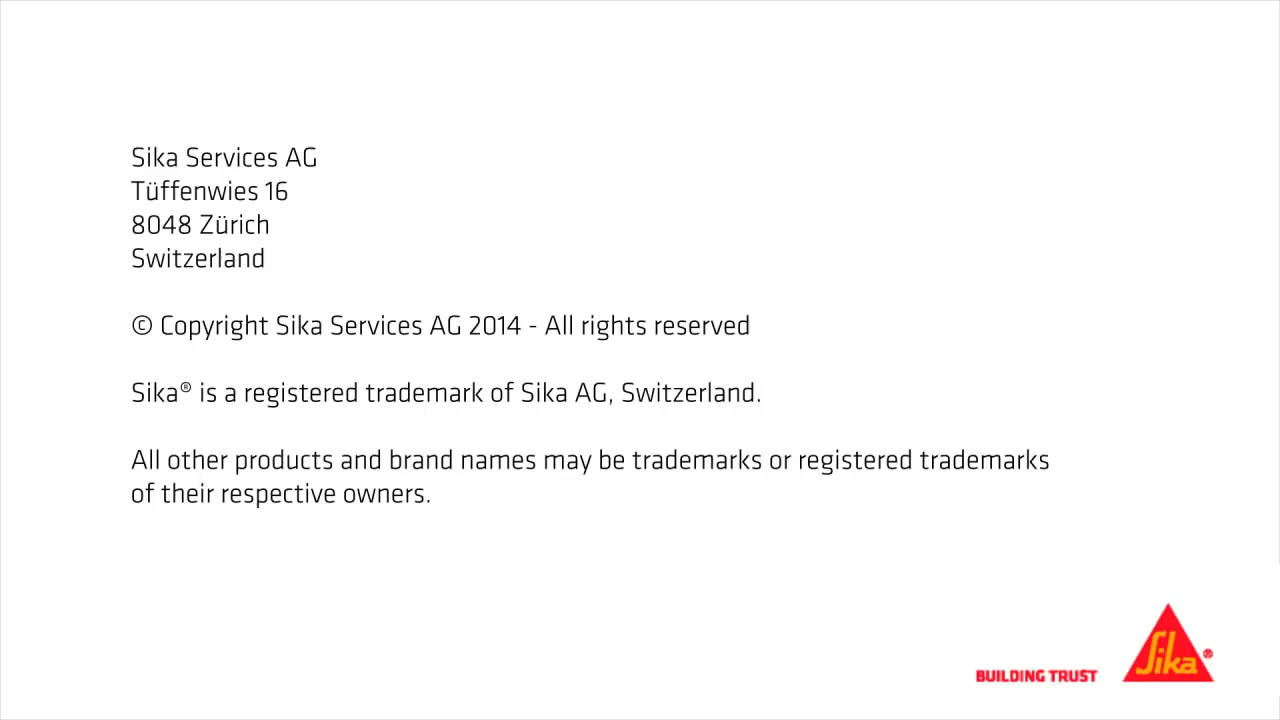 Sika Services AG
Tüffenwies 16
8048 Zürich
Switzerland
© Copyright Sika Services AG 2014 - All rights reserved
Sika® is a registered trademark of Sika AG, Switzerland.
All other products and brand names may be trademarks or registered trademarks
of their respective owners.
BUILDING TRUST
Sika®